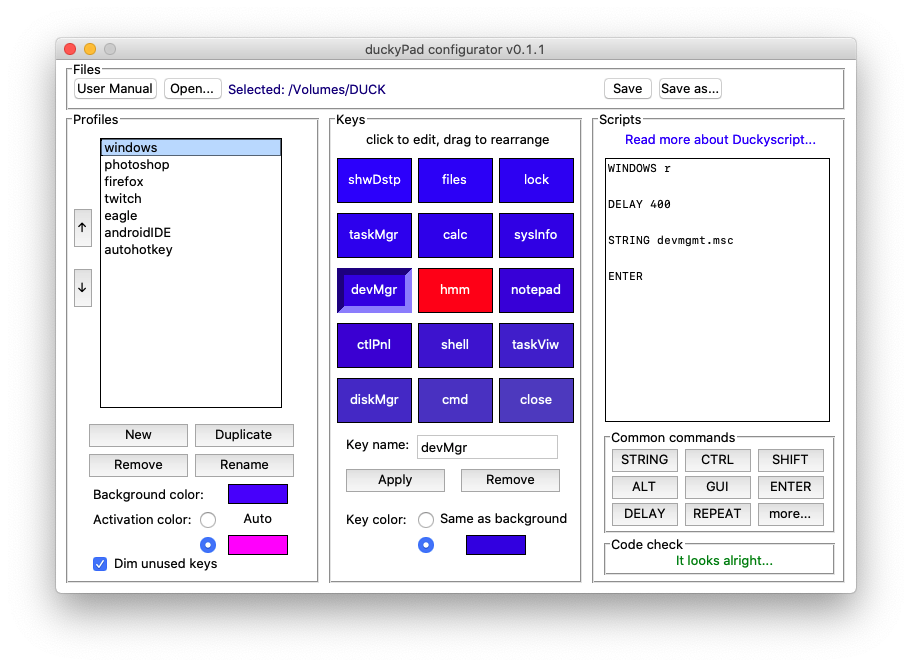 duckyPad configurator v0.1.1
Files
User Manual
Open...
Selected: /Volumes/DUCK
Save
Save as...
Profiles
windows
photoshop
firefox
twitch
eagle
androidIDE
autohotkey
↑
↓
New
Duplicate
Remove
Rename
Background color:
Activation color:
Auto
Dim unused keys
Keys
click to edit, drag to rearrange
shwDstp
files
lock
taskMgr
calc
sysInfo
devMgr
hmm
notepad
ctlPnl
shell
taskViw
diskMgr
cmd
close
Key name:
devMgr
Apply
Remove
Key color:
Same as background
Scripts
Read more about Duckyscript...
WINDOWS r
DELAY 400
STRING devmgmt.msc
ENTER
Common commands
STRING
CTRL
SHIFT
ALT
GUI
ENTER
DELAY
REPEAT
more...
Code check
It looks alright...